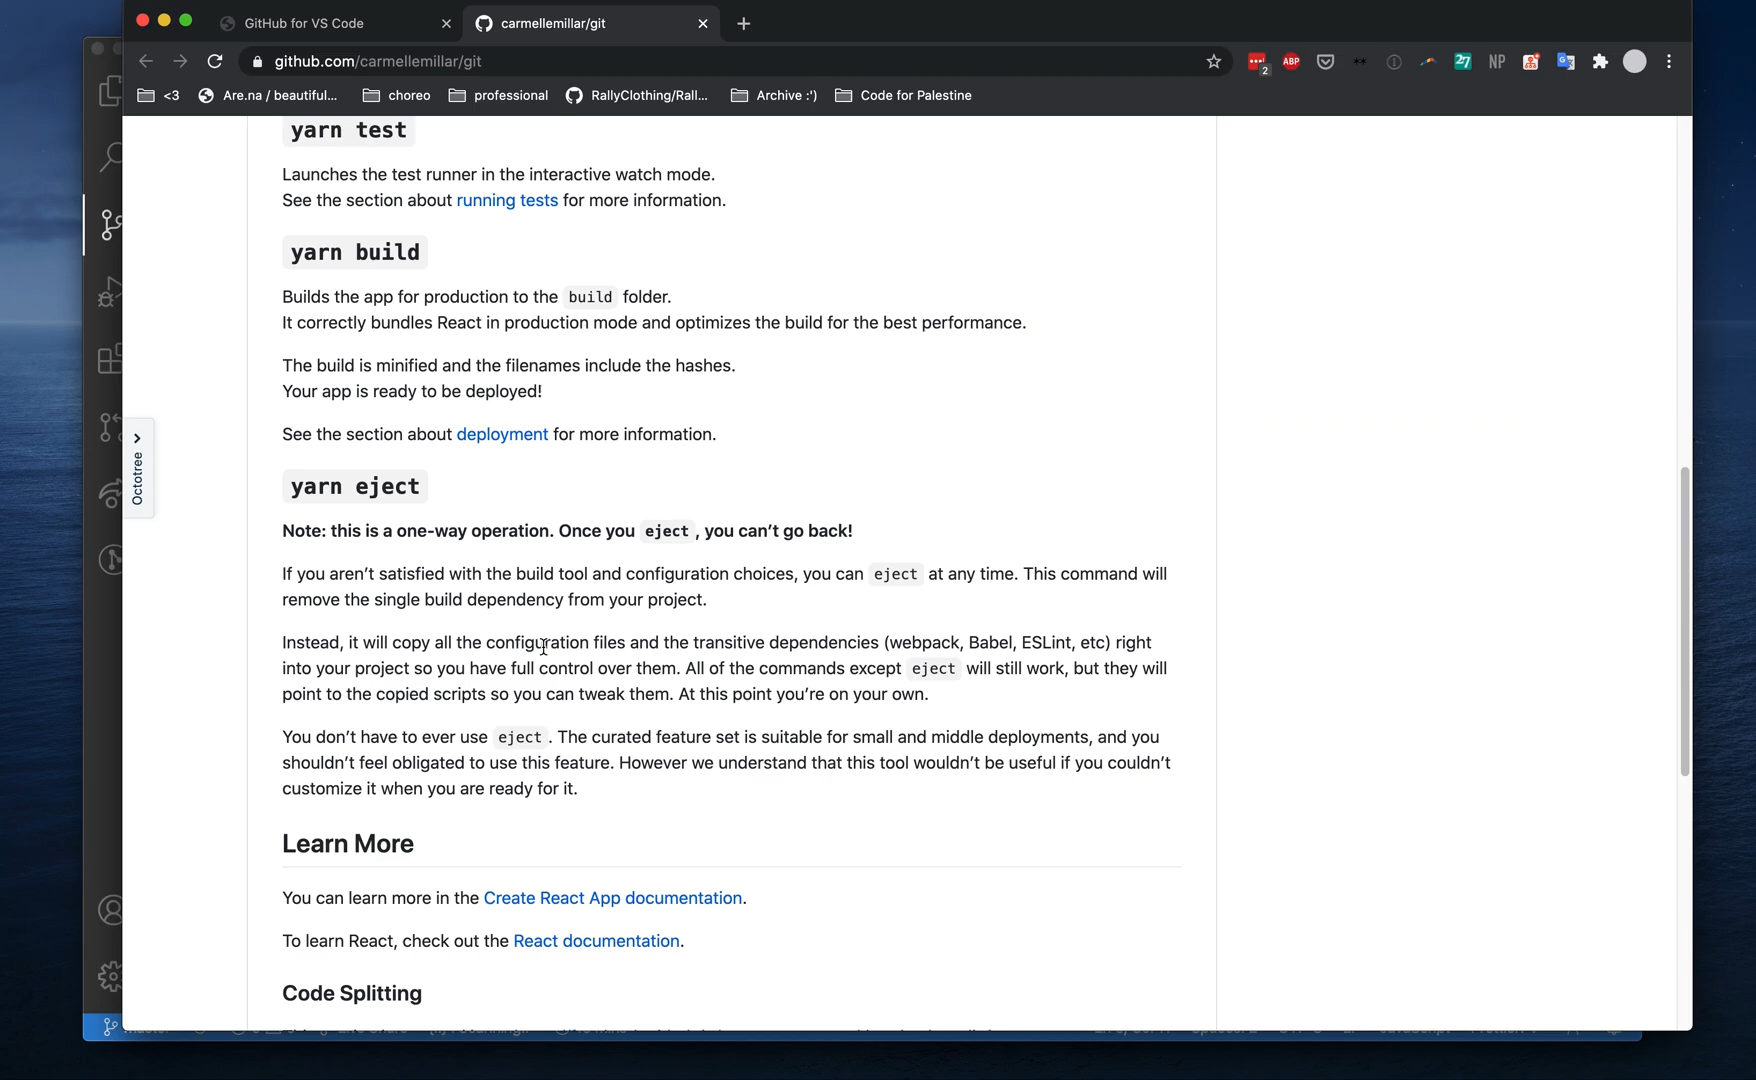 GitHub for VS Code
carmellemillar/git
github.com/carmellemillar/git
2
ABP
27
NP
<3
Are.na / beautiful...
choreo
professional
RallyClothing/Rall...
Archive :')
Code for Palestine
yarn test
Launches the test runner in the interactive watch mode.
See the section about running tests for more information.
yarn build
Builds the app for production to the build folder.
It correctly bundles React in production mode and optimizes the build for the best performance.
The build is minified and the filenames include the hashes.
Your app is ready to be deployed!
See the section about deployment for more information.
Octotree
yarn eject
Note: this is a one-way operation. Once you eject , you can’t go back!
If you aren’t satisfied with the build tool and configuration choices, you can eject at any time. This command will
remove the single build dependency from your project.
Instead, it will copy all the configuration files and the transitive dependencies (webpack, Babel, ESLint, etc) right
into your project so you have full control over them. All of the commands except eject will still work, but they will
point to the copied scripts so you can tweak them. At this point you’re on your own.
You don’t have to ever use eject . The curated feature set is suitable for small and middle deployments, and you
shouldn’t feel obligated to use this feature. However we understand that this tool wouldn’t be useful if you couldn’t
customize it when you are ready for it.
Learn More
You can learn more in the Create React App documentation.
To learn React, check out the React documentation.
Code Splitting